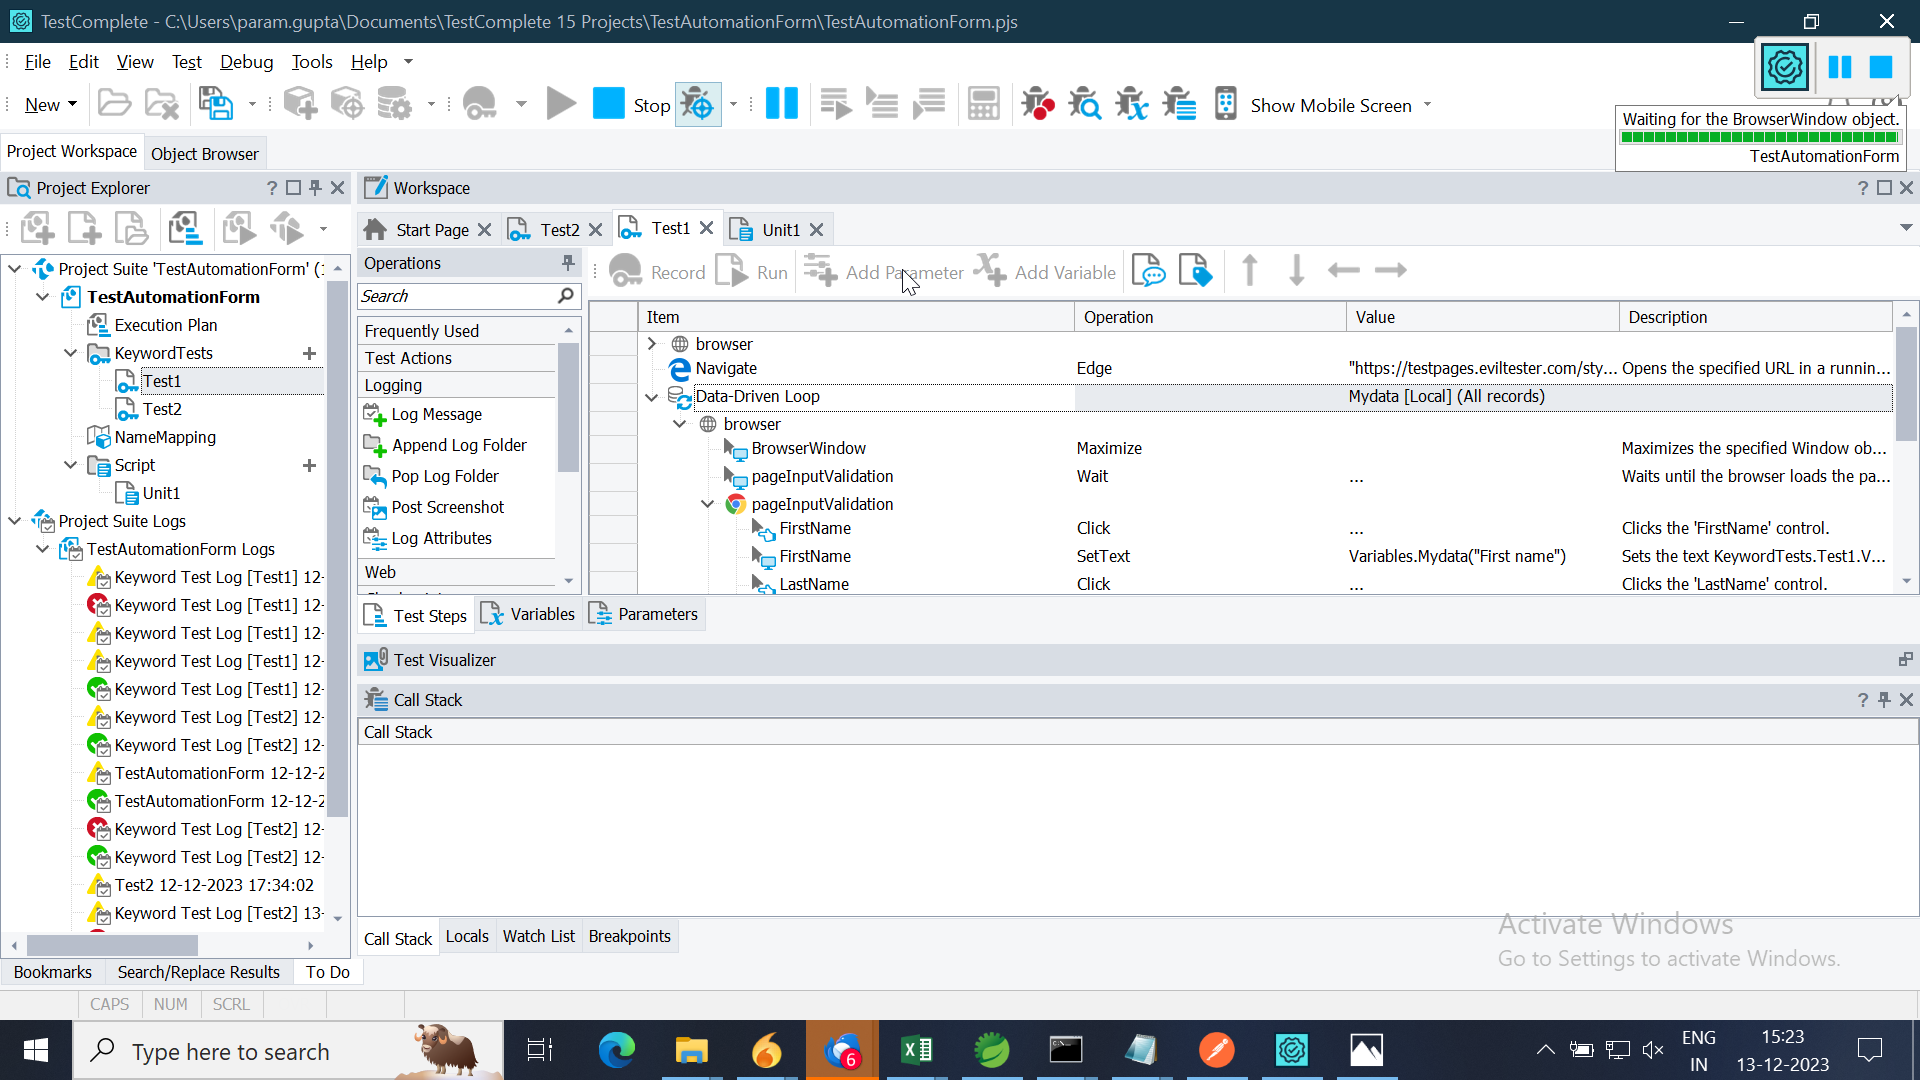 TestComplete - C:\Users\param.gupta\Documents\TestComplete 15 Projects\TestAutomationForm\TestAutomationForm.pjs
File Edit View Test Debug Tools Help
New Stop Show Mobile Screen
Waiting for the BrowserWindow object.
TestAutomationForm
Project Workspace Object Browser
Project Explorer
Workspace
Start Page Test2 Test1 Unit1
Operations
Record Run Add Parameter Add Variable
Search
Frequently Used
Test Actions
Logging
Log Message
Append Log Folder
Pop Log Folder
Post Screenshot
Log Attributes
Web
Project Suite 'TestAutomationForm' (
TestAutomationForm
Execution Plan
KeywordTests
Test1
Test2
NameMapping
Script
Unit1
Project Suite Logs
TestAutomationForm Logs
Keyword Test Log [Test1] 12-
Keyword Test Log [Test1] 12-
Keyword Test Log [Test1] 12-
Keyword Test Log [Test1] 12-
Keyword Test Log [Test1] 12-
Keyword Test Log [Test2] 12-
Keyword Test Log [Test2] 12-
TestAutomationForm 12-12-2
TestAutomationForm 12-12-2
Keyword Test Log [Test2] 12-
Keyword Test Log [Test2] 12-
Test2 12-12-2023 17:34:02
Keyword Test Log [Test2] 13-
Item Operation Value Description
browser
Navigate Edge "https://testpages.eviltester.com/sty... Opens the specified URL in a runnin...
Data-Driven Loop Mydata [Local] (All records)
browser
BrowserWindow Maximize Maximizes the specified Window ob...
pageInputValidation Wait ... Waits until the browser loads the pa...
pageInputValidation
FirstName Click ... Clicks the 'FirstName' control.
FirstName SetText Variables.Mydata("First name") Sets the text KeywordTests.Test1.V...
LastName Click ... Clicks the 'LastName' control.
Test Steps Variables Parameters
Test Visualizer
Call Stack
Call Stack
Call Stack Locals Watch List Breakpoints
Activate Windows
Go to Settings to activate Windows.
Bookmarks Search/Replace Results To Do
CAPS NUM SCRL
Type here to search
6
ENG
IN
15:23
13-12-2023